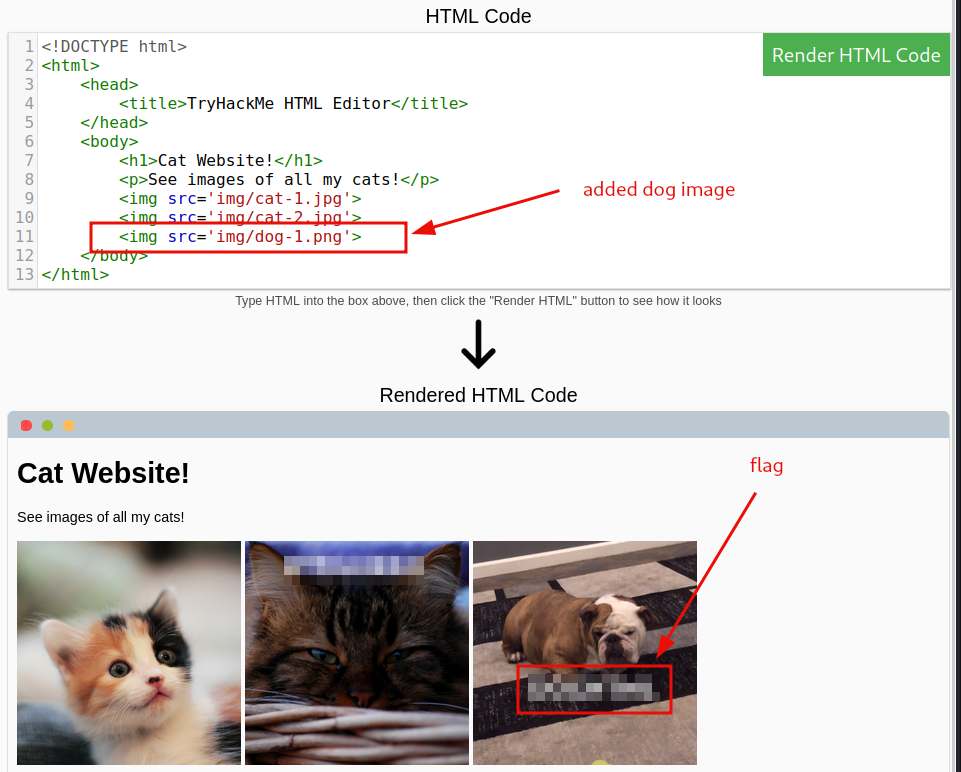 HTML Code
Render HTML Code
1 <!DOCTYPE html>
2 <html>
3     <head>
4         <title>TryHackMe HTML Editor</title>
5     </head>
6     <body>
7         <h1>Cat Website!</h1>
8         <p>See images of all my cats!</p>
9         <img src='img/cat-1.jpg'>
10         <img src='img/cat-2.jpg'>
11         <img src='img/dog-1.png'>
12     </body>
13 </html>
added dog image
Type HTML into the box above, then click the "Render HTML" button to see how it looks
Rendered HTML Code
Cat Website!
flag
See images of all my cats!